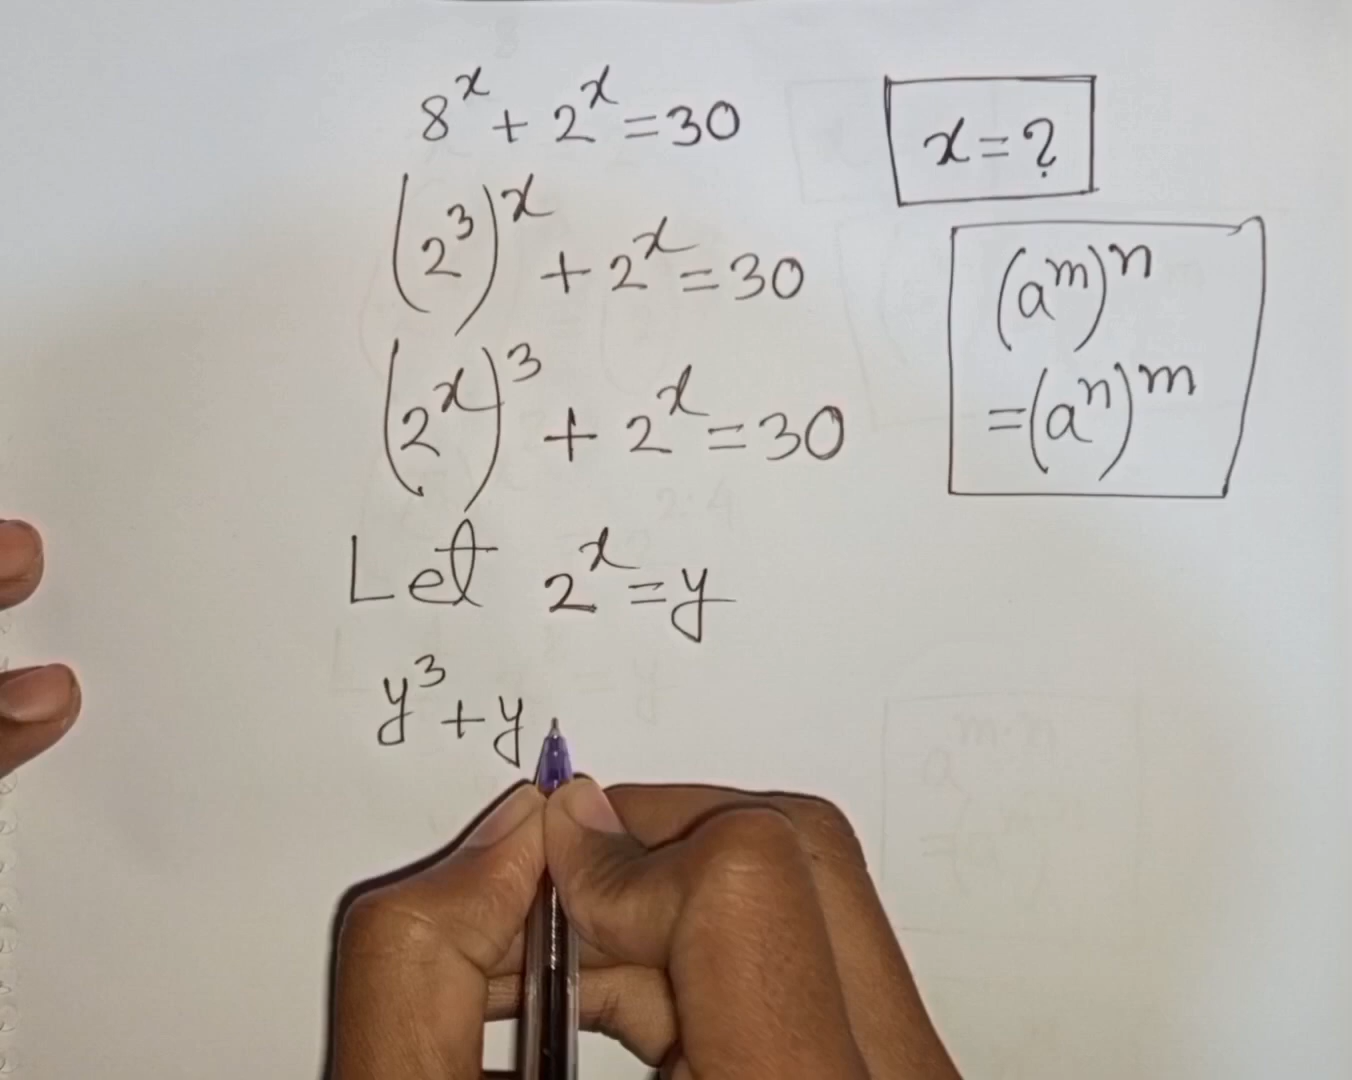 8^x + 2^x = 30
x = ?
(2^3)^x + 2^x = 30
(2^x)^3 + 2^x = 30
(a^m)^n
= (a^n)^m
Let 2^x = y
y^3 + y